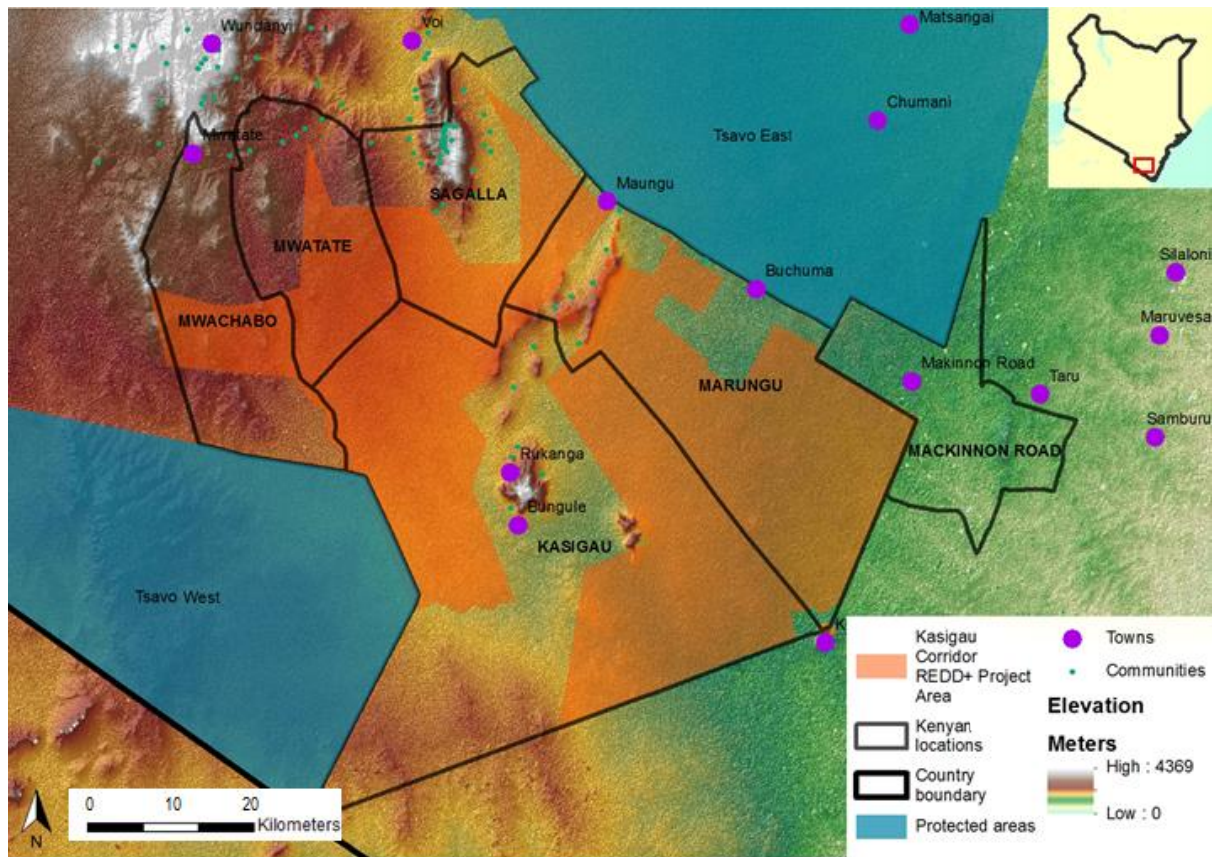 Matsangai
Wundanyi
Voi
Chumani
Tsavo East
Mwatate
SAGALLA
Maungu
MWATATE
Silaloni
Buchuma
MWACHABO
Maruvesa
Makinnon Road
MARUNGU
Taru
Samburu
MACKINNON ROAD
Rukanga
Bungule
KASIGAU
Tsavo West
K
Kasigau
Corridor
REDD+ Project
Area
Kenyan
locations
Country
boundary
Protected areas
Towns
Communities
Elevation
Meters
High : 4369
Low : 0
0 10 20
Kilometers
N